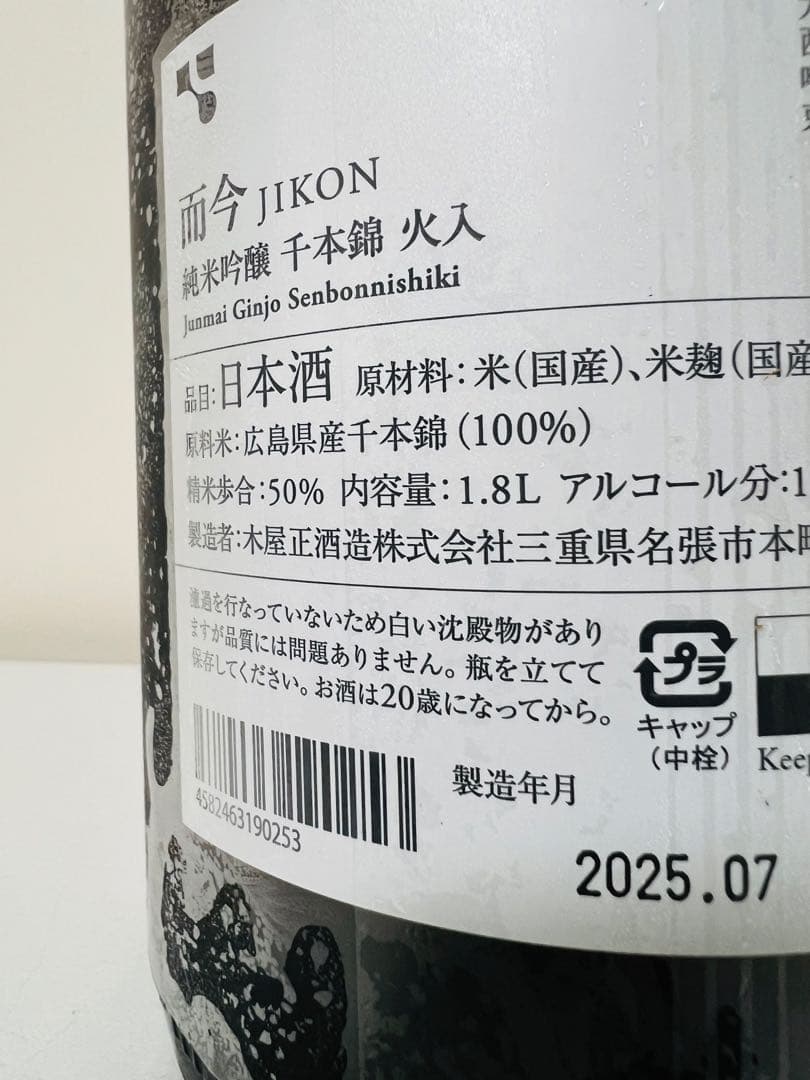 而今 JIKON
純米吟醸 千本錦 火入
Junmai Ginjo Senbonnishiki
品目:日本酒 原材料:米(国産)、米麹(国産
原料米:広島県産千本錦(100%)
精米歩合:50% 内容量:1.8L アルコール分:1
製造者:木屋正酒造株式会社三重県名張市本町
濾過を行なっていないため白い沈殿物があり
ますが品質には問題ありません。瓶を立てて
保存してください。お酒は20歳になってから。
プラ
キャップ
(中栓)
Keep
4582463190253
製造年月
2025.07